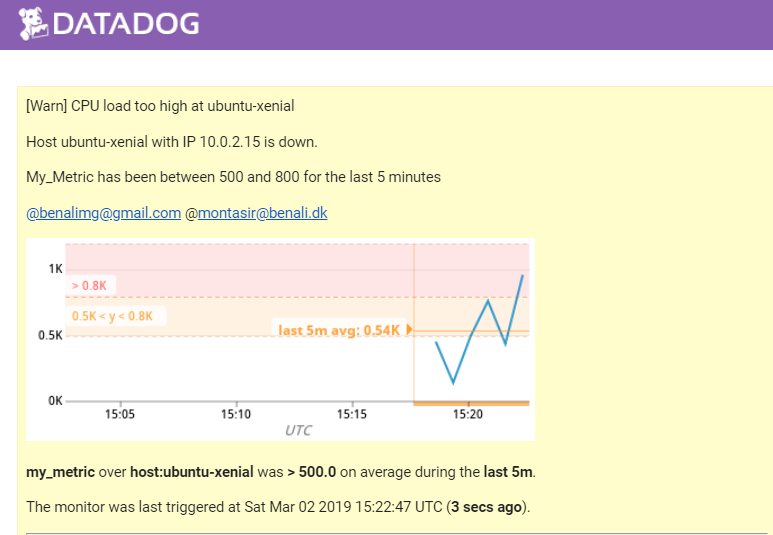 DATADOG
[Warn] CPU load too high at ubuntu-xenial
Host ubuntu-xenial with IP 10.0.2.15 is down.
My_Metric has been between 500 and 800 for the last 5 minutes
@benalimg@gmail.com @montasir@benali.dk
1K
> 0.8K
0.5K < y < 0.8K
last 5m avg: 0.54K
0.5K
0K
15:05 15:10 15:15 15:20
UTC
my_metric over host:ubuntu-xenial was > 500.0 on average during the last 5m.
The monitor was last triggered at Sat Mar 02 2019 15:22:47 UTC (3 secs ago).